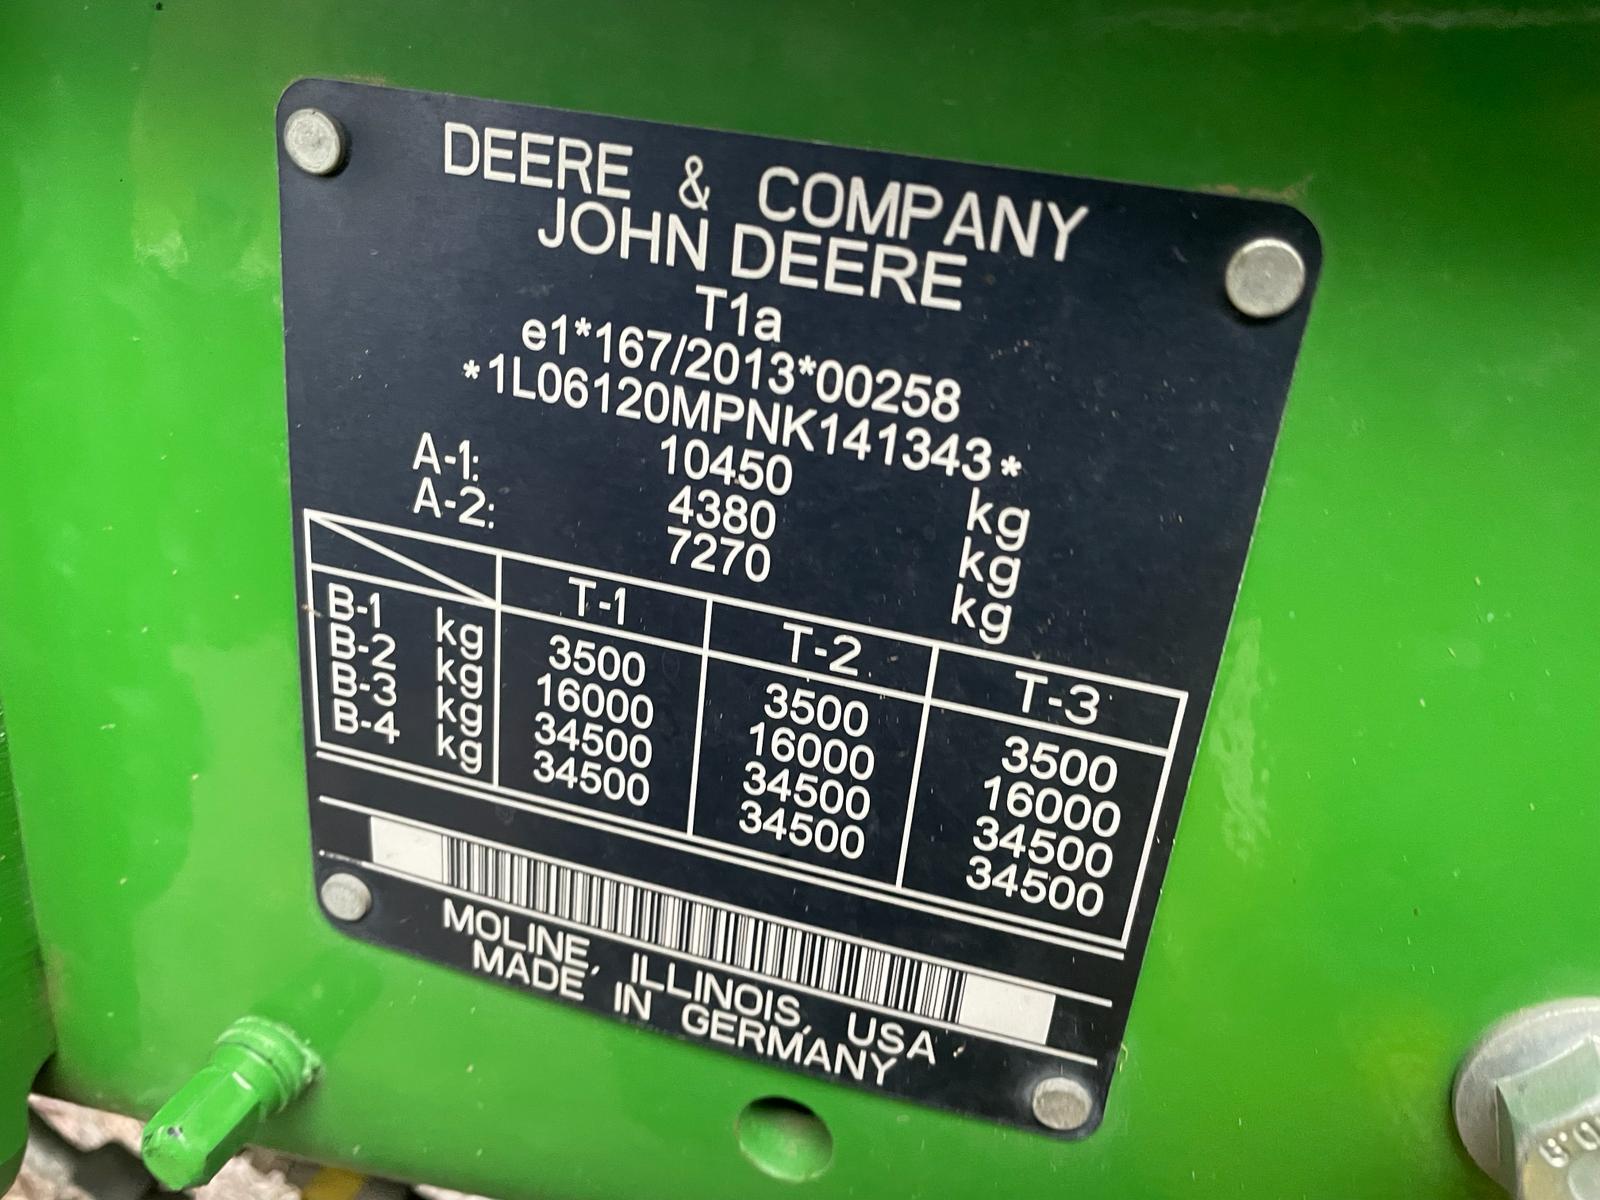 DEERE & COMPANY
JOHN DEERE
T1a
e1*167/2013*00258
*1L06120MPNK141343*
10450 kg
A-1: 4380 kg
A-2: 7270 kg
T-1 T-2 T-3
B-1 kg 3500 3500 3500
B-2 kg 16000 16000 16000
B-3 kg 34500 34500 34500
B-4 kg 34500 34500 34500
MOLINE, ILLINOIS, USA
MADE IN GERMANY